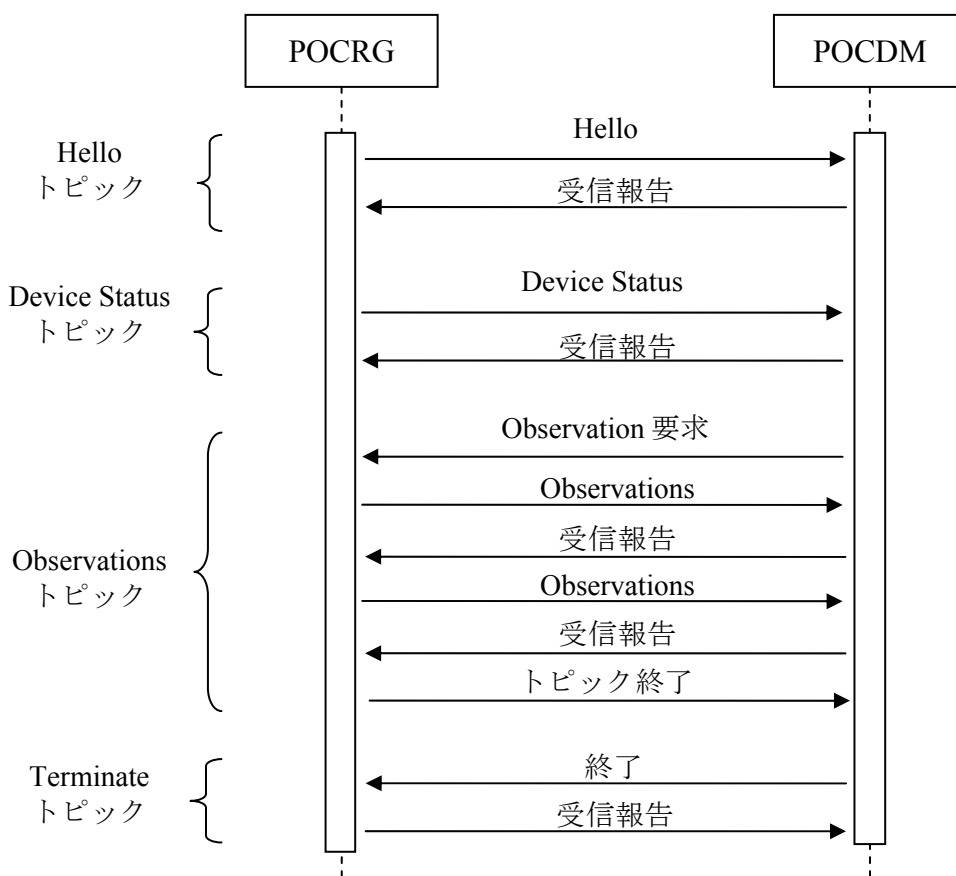 POCRG
POCDM
Hello
トピック
Hello
受信報告
Device Status
トピック
Device Status
受信報告
Observations
トピック
Observation 要求
Observations
受信報告
Observations
受信報告
トピック終了
Terminate
トピック
終了
受信報告